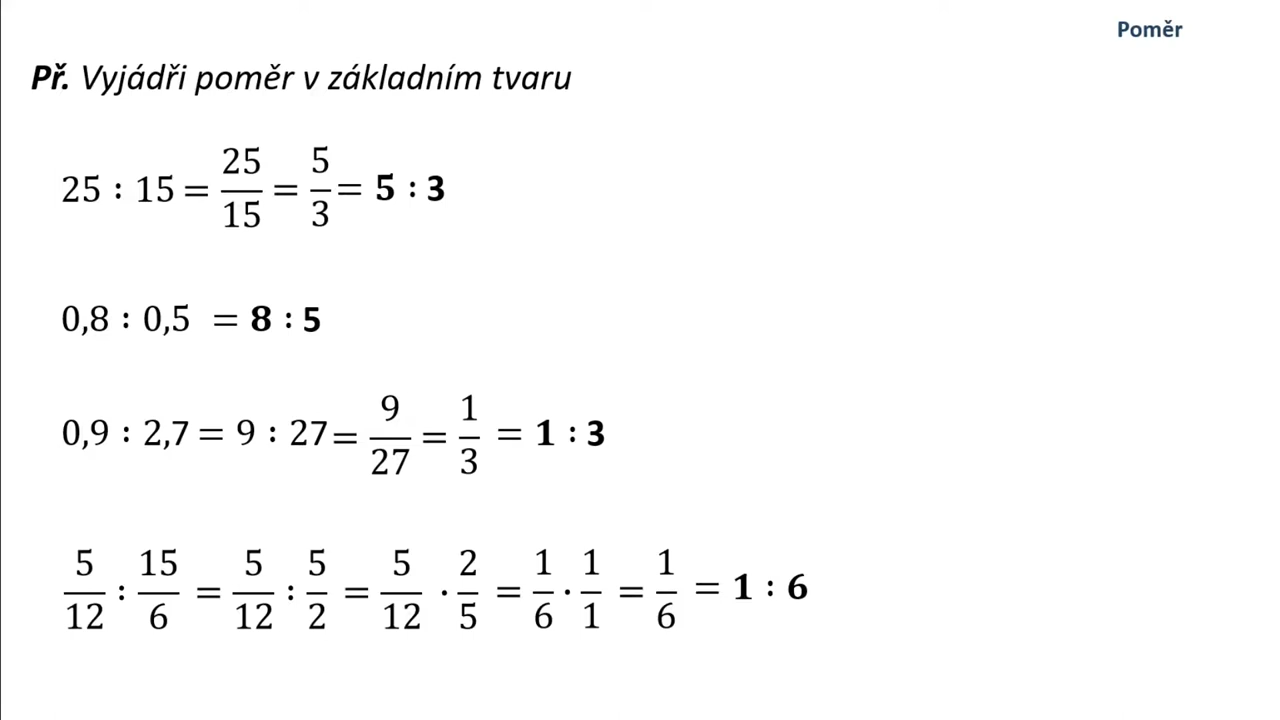 Poměr
Př. Vyjádři poměr v základním tvaru
25 : 15 = 25/15 = 5/3 = 5 : 3
0,8 : 0,5 = 8 : 5
0,9 : 2,7 = 9 : 27 = 9/27 = 1/3 = 1 : 3
5/12 : 15/6 = 5/12 : 5/2 = 5/12 · 2/5 = 1/6 · 1/1 = 1/6 = 1 : 6